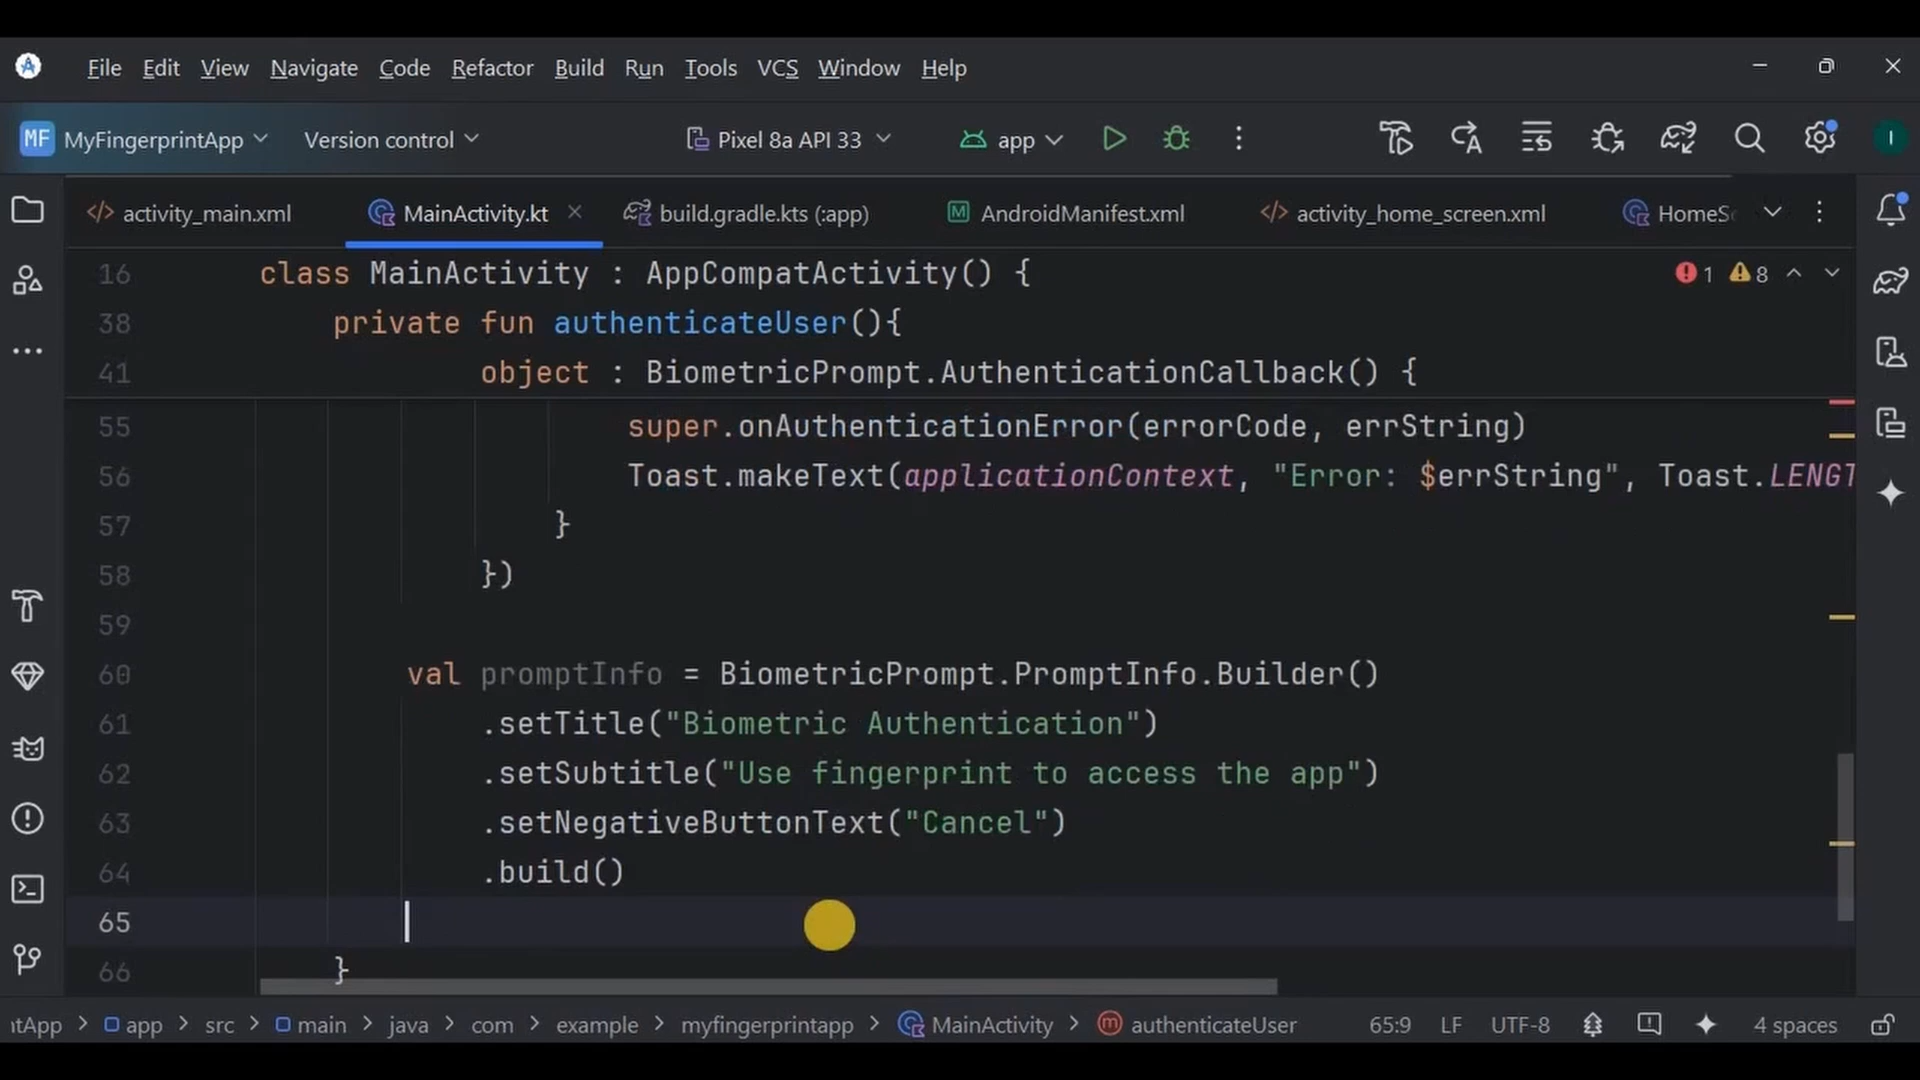 File Edit View Navigate Code Refactor Build Run Tools VCS Window Help
MF MyFingerprintApp Version control Pixel 8a API 33 app I
activity_main.xml MainActivity.kt build.gradle.kts (:app) AndroidManifest.xml activity_home_screen.xml HomeSc
16 class MainActivity : AppCompatActivity() { 1 8
38 private fun authenticateUser(){
41 object : BiometricPrompt.AuthenticationCallback() {
55 super.onAuthenticationError(errorCode, errString)
56 Toast.makeText(applicationContext, "Error: $errString", Toast.LENGT
57 }
58 })
59
60 val promptInfo = BiometricPrompt.PromptInfo.Builder()
61 .setTitle("Biometric Authentication")
62 .setSubtitle("Use fingerprint to access the app")
63 .setNegativeButtonText("Cancel")
64 .build()
65
66 }
ntApp > app > src > main > java > com > example > myfingerprintapp > MainActivity > m authenticateUser 65:9 LF UTF-8 4 spaces